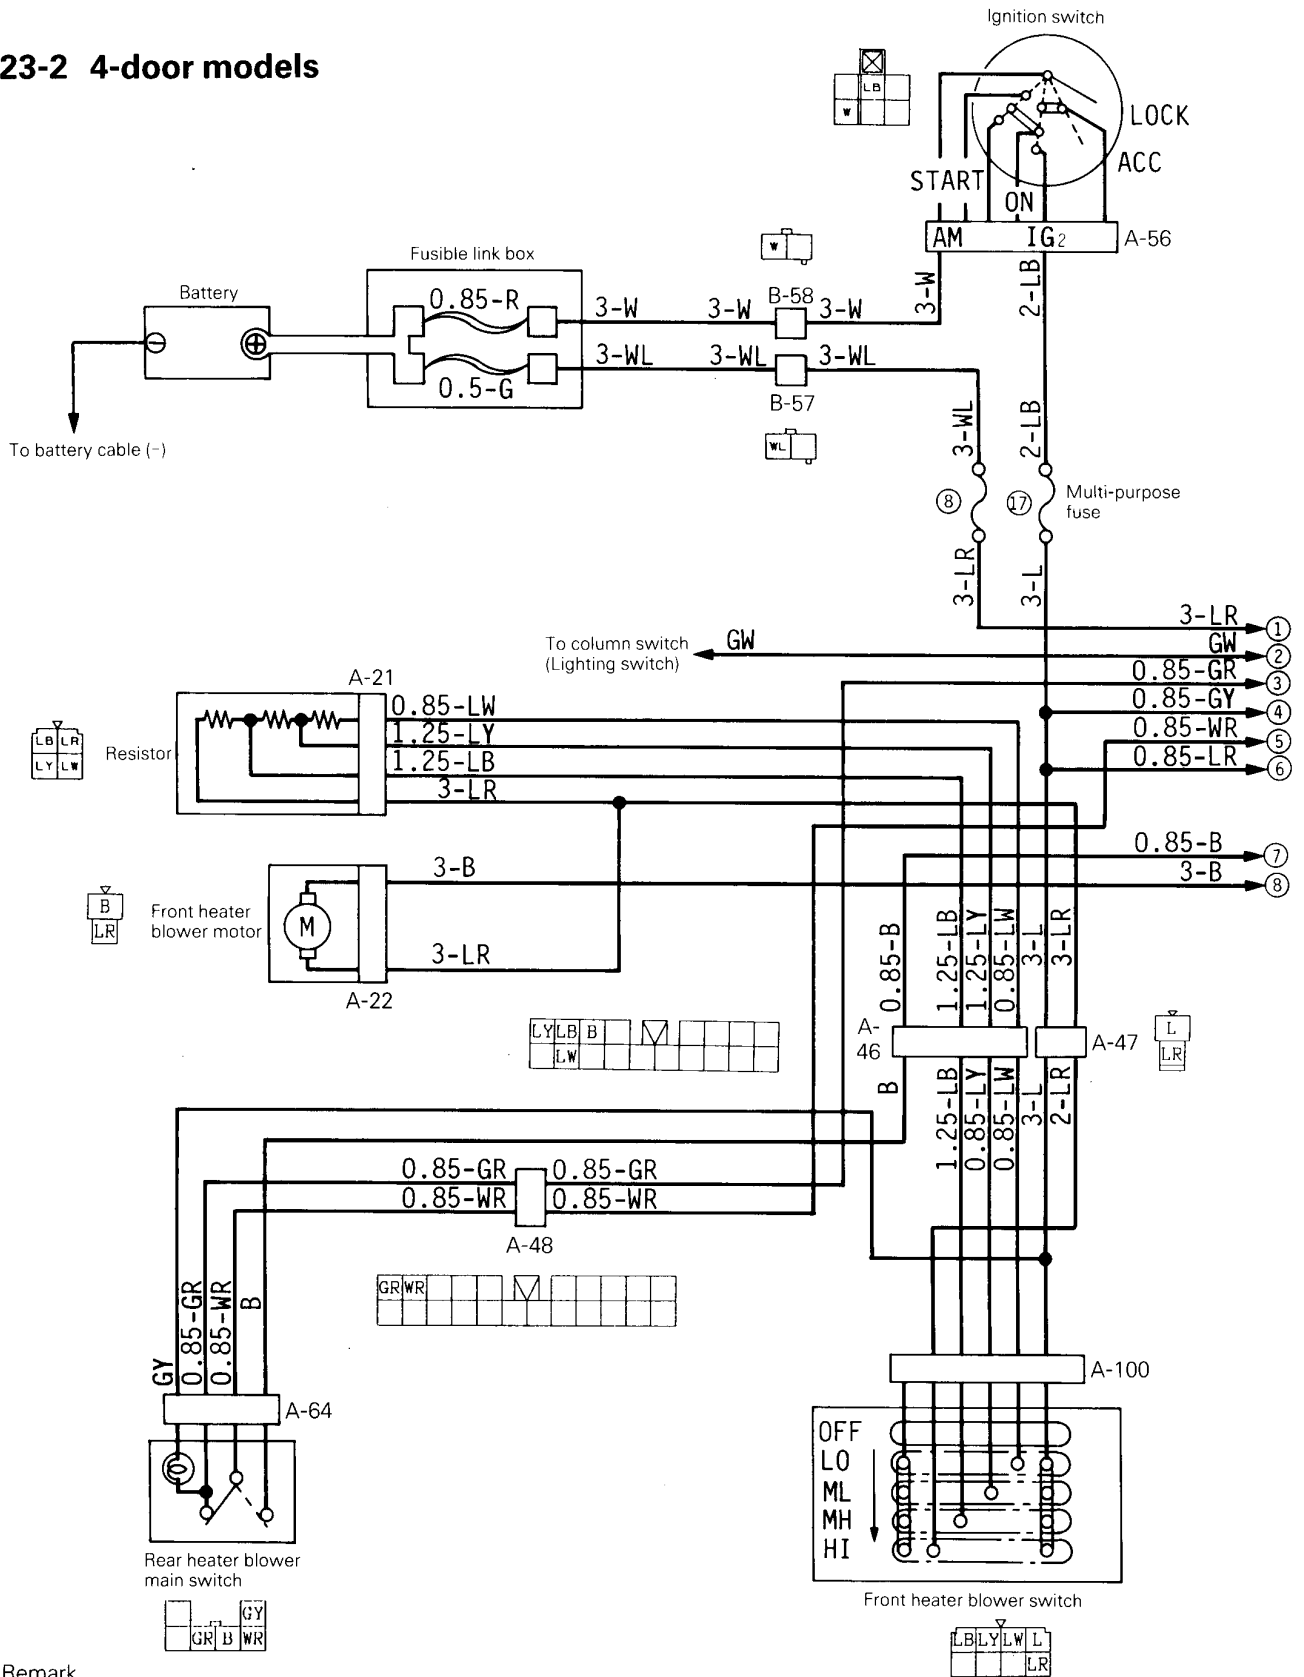 Ignition switch
23-2 4-door models
LB
W
LOCK
ACC
START
ON
AM IG2 A-56
W
Fusible link box
Battery
0.85-R 3-W 3-W B-58 3-W
3-W 2-LB
3-WL 3-WL 3-WL
0.5-G
B-57
WL
To battery cable (−)
3-WL 2-LB
8 17 Multi-purpose
fuse
3-LR 3-L
3-LR 1
To column switch GW GW 2
(Lighting switch)
0.85-GR 3
A-21
0.85-LW 0.85-GY 4
1.25-LY 0.85-WR 5
LB LR
LY LW
Resistor
1.25-LB 0.85-LR 6
3-LR
0.85-B 7
3-B 3-B 8
B
LR
Front heater
blower motor
M
3-LR
A-22
0.85-B 1.25-LB 1.25-LY 0.85-LW 3-L 3-LR
LY LB B
LW
A-
46
A-47
L
LR
B 1.25-LB 0.85-LY 0.85-LW 3-L 2-LR
0.85-GR 0.85-GR
0.85-WR 0.85-WR
A-48
GR WR
GY 0.85-GR 0.85-WR B
A-64
A-100
OFF
LO
ML
MH
HI
Rear heater blower
main switch
Front heater blower switch
GY
GR B WR
LB LY LW L
LR
Remark